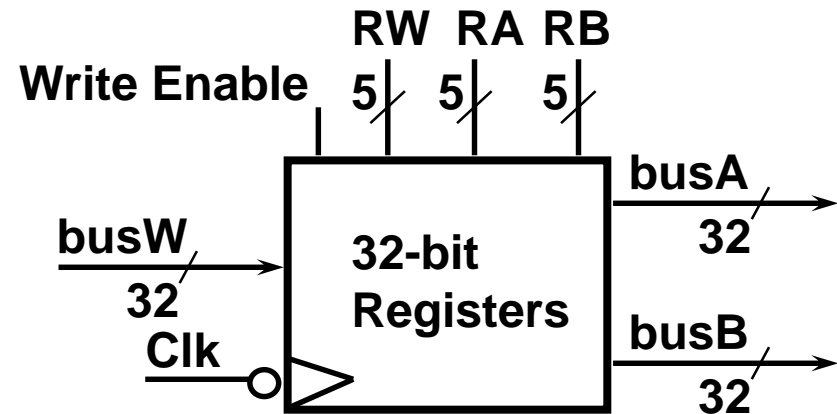 RW RA RB
Write Enable 5 5 5
busA
32
busW
32
32-bit
Registers
Clk
busB
32